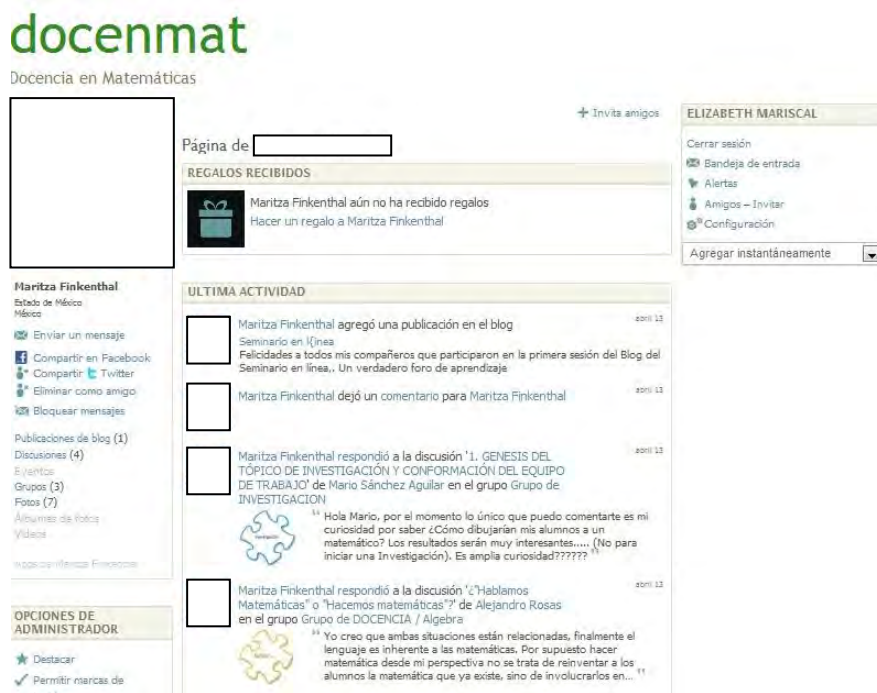 docenmat
Docencia en Matemáticas
+ Invita amigos
Página de
REGALOS RECIBIDOS
Maritza Finkenthal aún no ha recibido regalos
Hacer un regalo a Maritza Finkenthal
ELIZABETH MARISCAL
Cerrar sesión
Bandeja de entrada
Alertas
Amigos – Invitar
Configuración
Agregar instantáneamente
Maritza Finkenthal
Estado de México
México
Enviar un mensaje
Compartir en Facebook
Compartir Twitter
Eliminar como amigo
Bloquear mensajes
Publicaciones de blog (1)
Discusiones (4)
Eventos
Grupos (3)
Fotos (7)
Álbumes de fotos
Videos
OPCIONES DE
ADMINISTRADOR
Destacar
Permitir marcas de
ULTIMA ACTIVIDAD
Maritza Finkenthal agregó una publicación en el blog
abril 13
Seminario en l{inea
Felicidades a todos mis compañeros que participaron en la primera sesión del Blog del
Seminario en línea,. Un verdadero foro de aprendizaje
Maritza Finkenthal dejó un comentario para Maritza Finkenthal
abril 13
Maritza Finkenthal respondió a la discusión '1. GENESIS DEL
abril 13
TÓPICO DE INVESTIGACIÓN Y CONFORMACIÓN DEL EQUIPO
DE TRABAJO' de Mario Sánchez Aguilar en el grupo Grupo de
INVESTIGACION
" Hola Mario, por el momento lo único que puedo comentarte es mi
curiosidad por saber ¿Cómo dibujarían mis alumnos a un
matemático? Los resultados serán muy interesantes..... (No para
iniciar una Investigación). Es amplia curiosidad?????? "
Maritza Finkenthal respondió a la discusión '¿"Hablamos
abril 13
Matemáticas" o "Hacemos matemáticas"?' de Alejandro Rosas
en el grupo Grupo de DOCENCIA / Algebra
" Yo creo que ambas situaciones están relacionadas, finalmente el
lenguaje es inherente a las matemáticas. Por supuesto hacer
matemática desde mi perspectiva no se trata de reinventar a los
alumnos la matemática que ya existe, sino de involucrarlos en... "